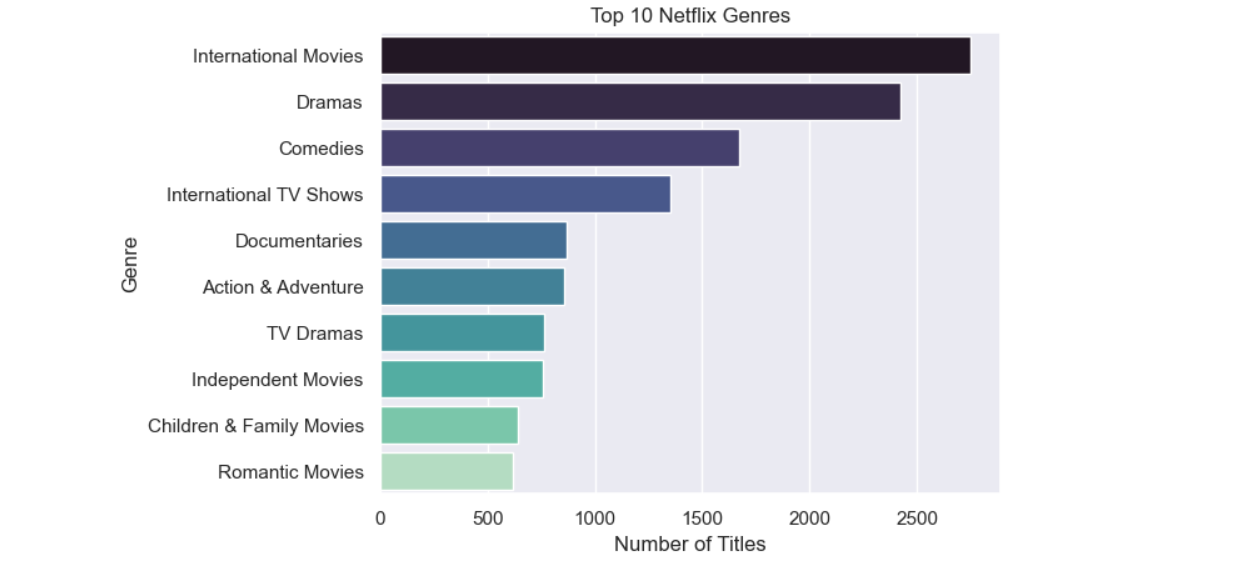 Top 10 Netflix Genres
International Movies
Dramas
Comedies
International TV Shows
Documentaries
Action & Adventure
TV Dramas
Independent Movies
Children & Family Movies
Romantic Movies
Genre
0 500 1000 1500 2000 2500
Number of Titles